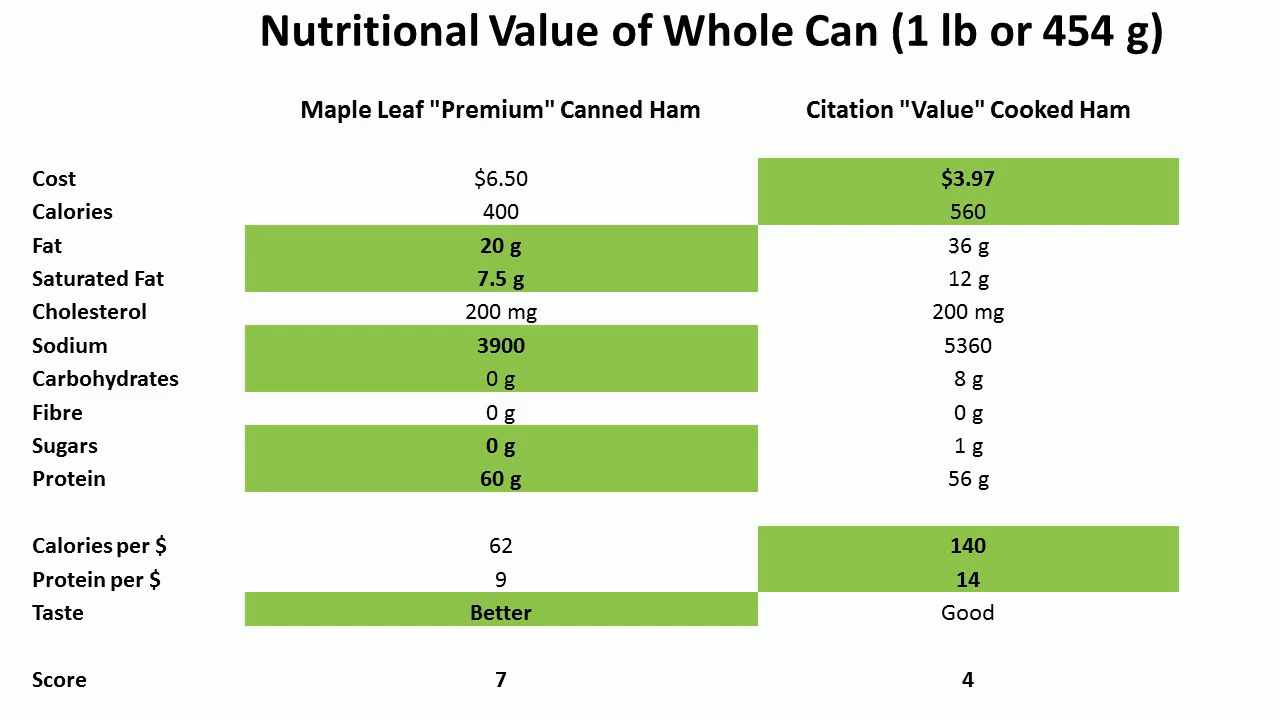 Nutritional Value of Whole Can (1 lb or 454 g)
Maple Leaf "Premium" Canned Ham Citation "Value" Cooked Ham
Cost $6.50 $3.97
Calories 400 560
Fat 20 g 36 g
Saturated Fat 7.5 g 12 g
Cholesterol 200 mg 200 mg
Sodium 3900 5360
Carbohydrates 0 g 8 g
Fibre 0 g 0 g
Sugars 0 g 1 g
Protein 60 g 56 g
Calories per $ 62 140
Protein per $ 9 14
Taste Better Good
Score 7 4